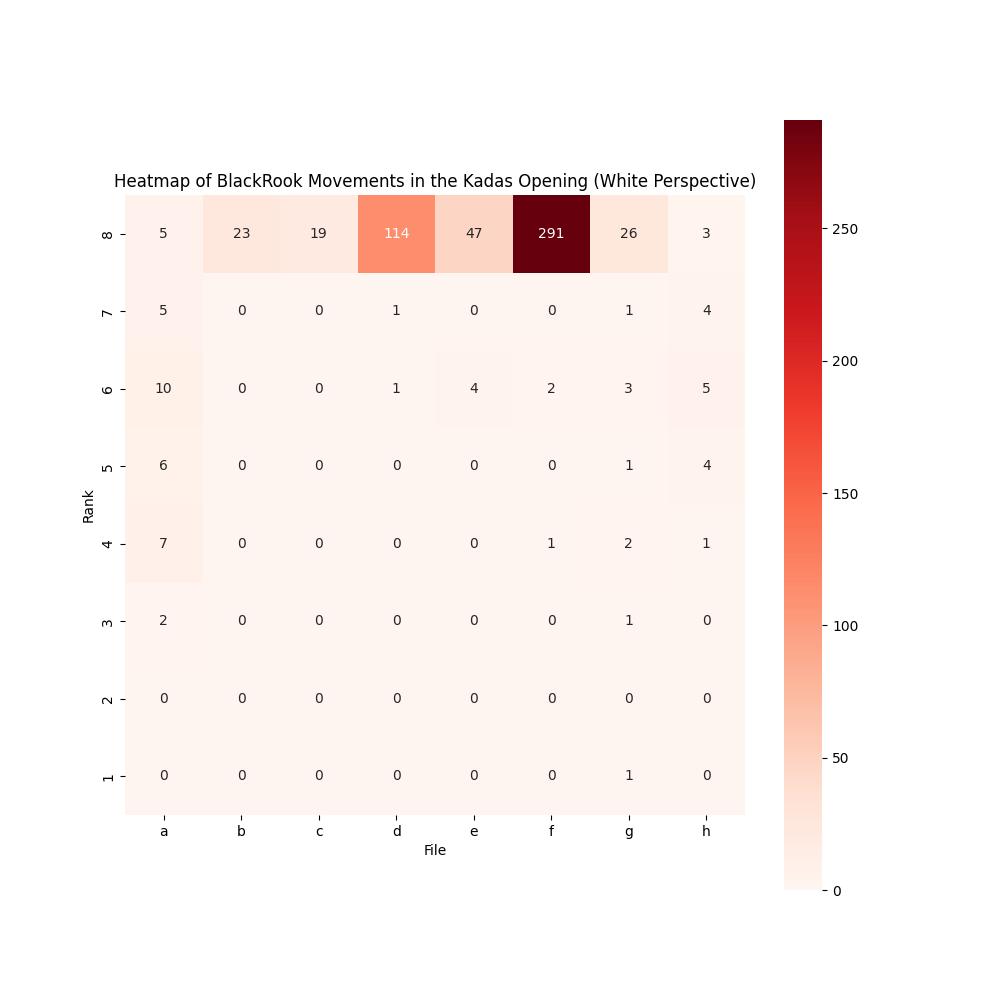 Heatmap of BlackRook Movements in the Kadas Opening (White Perspective)
8 5 23 19 114 47 291 26 3
7 5 0 0 1 0 0 1 4
6 10 0 0 1 4 2 3 5
5 6 0 0 0 0 0 1 4
4 7 0 0 0 0 1 2 1
3 2 0 0 0 0 0 1 0
2 0 0 0 0 0 0 0 0
1 0 0 0 0 0 0 1 0
a b c d e f g h
File
Rank
250
200
150
100
50
0